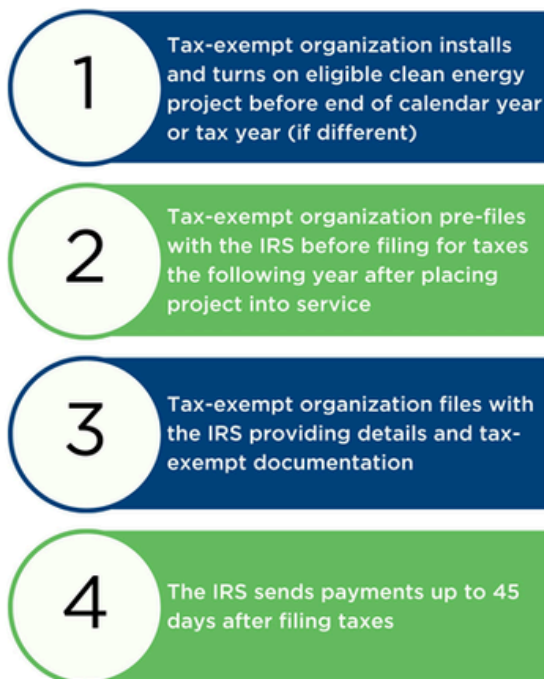 1
Tax-exempt organization installs
and turns on eligible clean energy
project before end of calendar year
or tax year (if different)
2
Tax-exempt organization pre-files
with the IRS before filing for taxes
the following year after placing
project into service
3
Tax-exempt organization files with
the IRS providing details and tax-
exempt documentation
4
The IRS sends payments up to 45
days after filing taxes